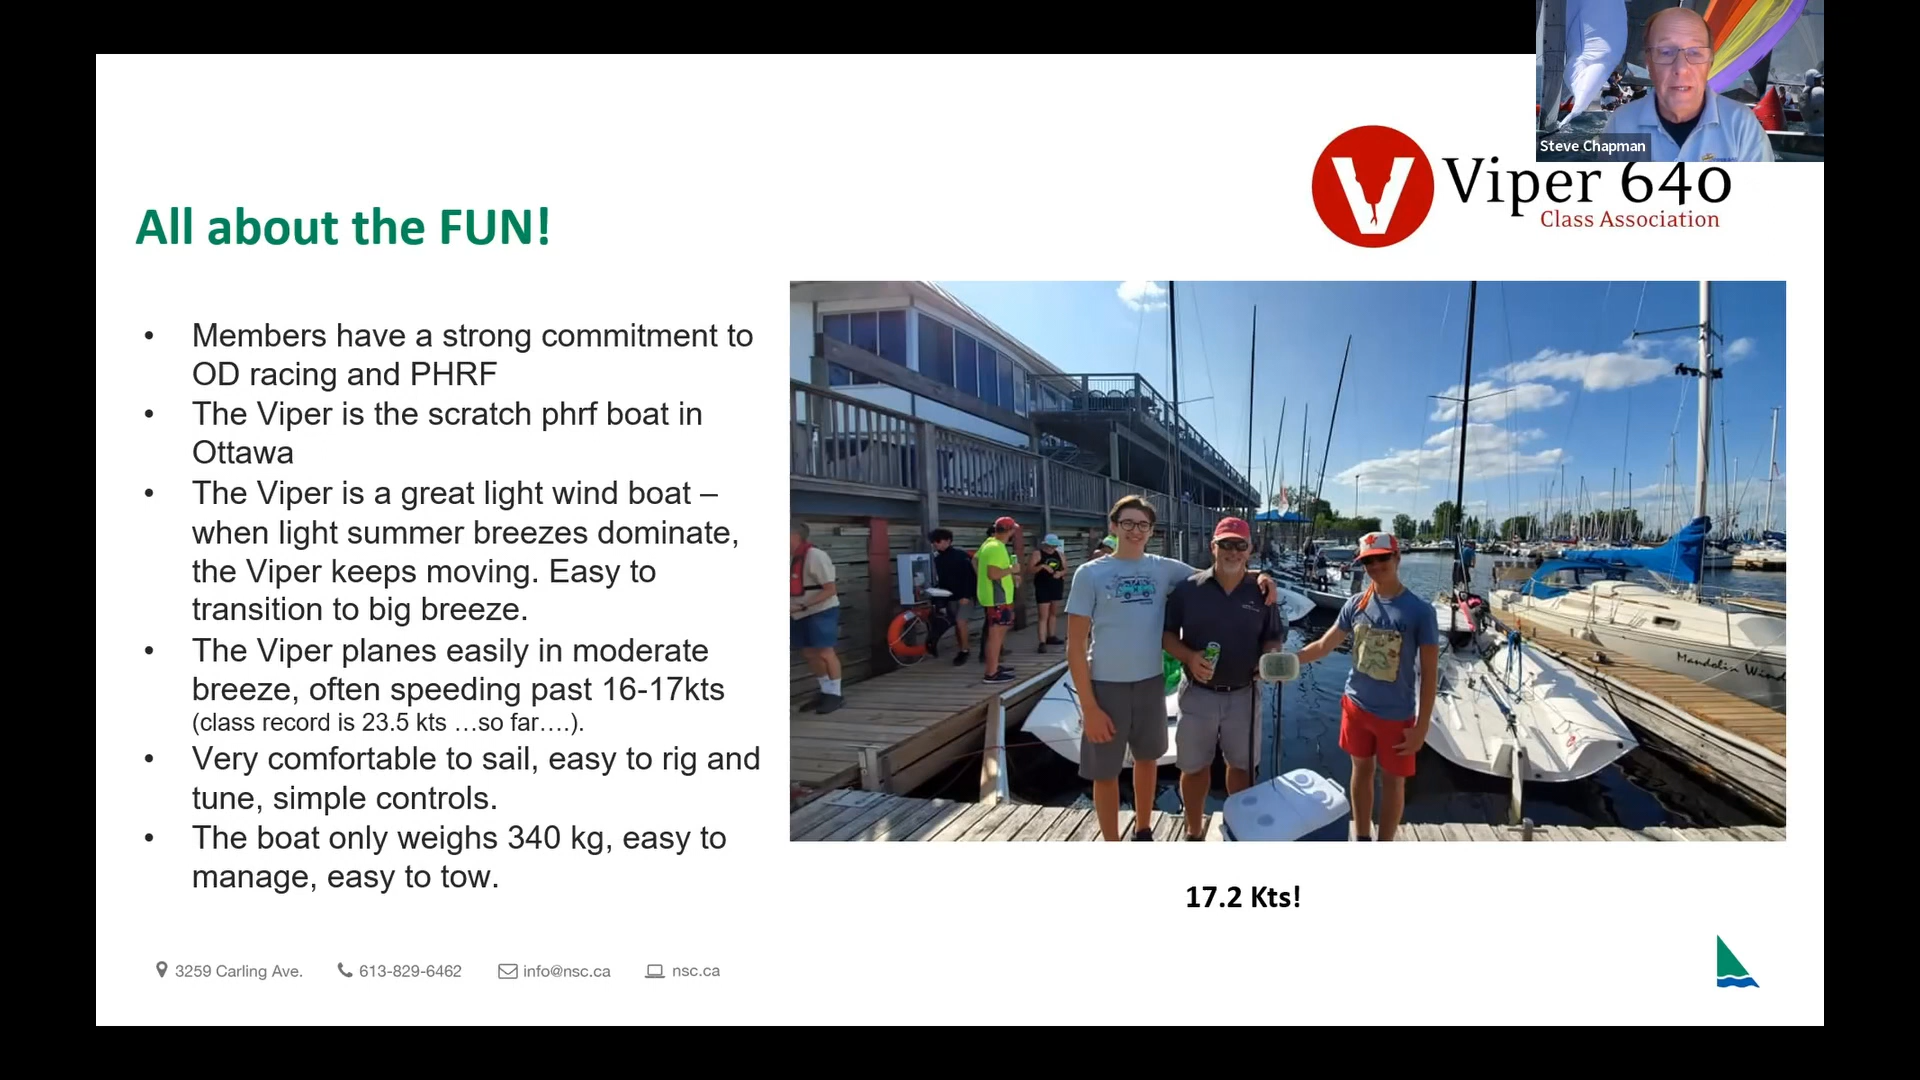 Steve Chapman
Viper 640
Class Association
All about the FUN!
• Members have a strong commitment to
OD racing and PHRF
• The Viper is the scratch phrf boat in
Ottawa
• The Viper is a great light wind boat –
when light summer breezes dominate,
the Viper keeps moving. Easy to
transition to big breeze.
• The Viper planes easily in moderate
breeze, often speeding past 16-17kts
(class record is 23.5 kts …so far….).
• Very comfortable to sail, easy to rig and
tune, simple controls.
• The boat only weighs 340 kg, easy to
manage, easy to tow.
Mandolin Wind
17.2 Kts!
3259 Carling Ave. 613-829-6462 info@nsc.ca nsc.ca